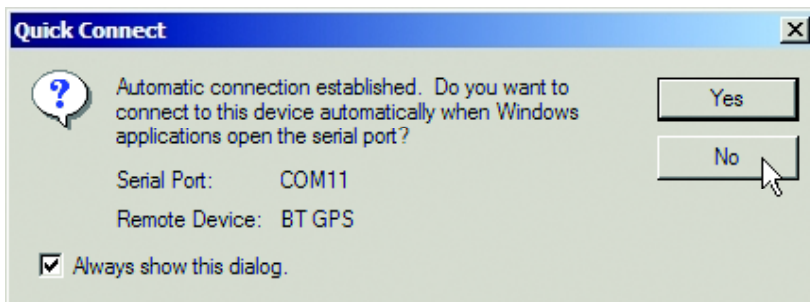 Quick Connect
?
Automatic connection established. Do you want to
connect to this device automatically when Windows
applications open the serial port?
Yes
No
Serial Port: COM11
Remote Device: BT GPS
Always show this dialog.